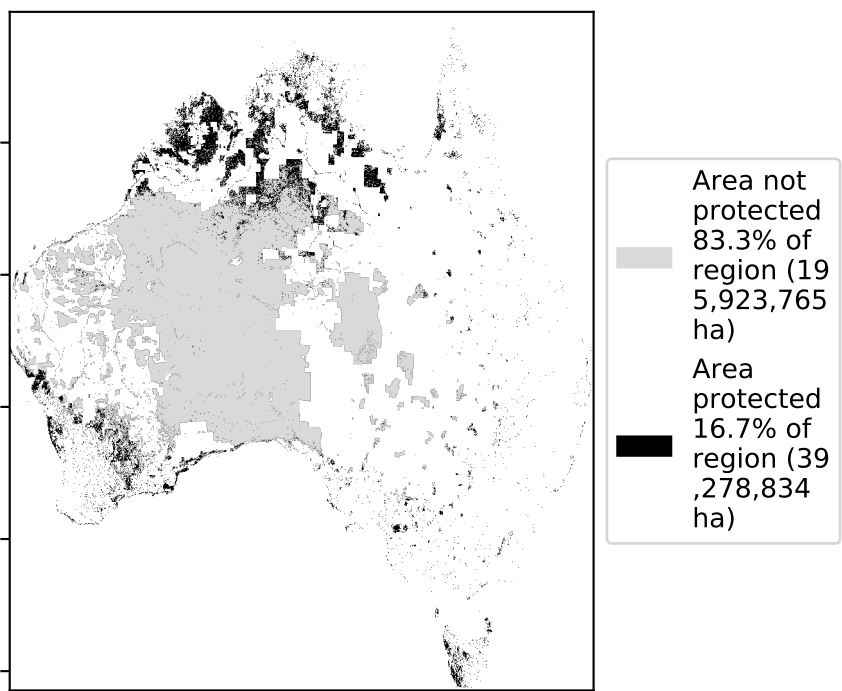 Area not
protected
83.3% of
region (19
5,923,765
ha)
Area
protected
16.7% of
region (39
,278,834
ha)